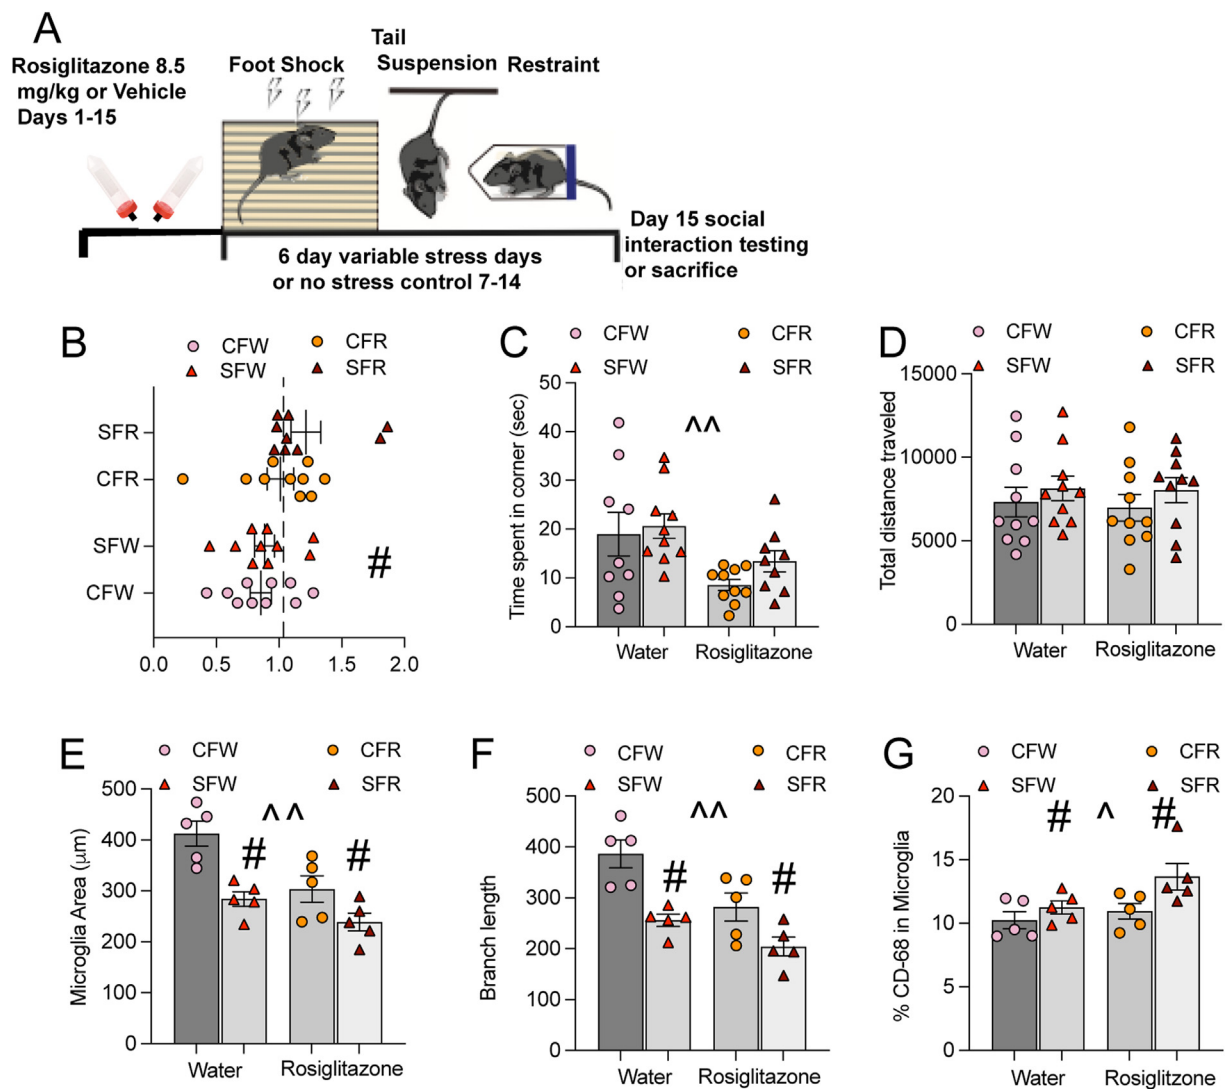 A
Rosiglitazone 8.5
mg/kg or Vehicle
Days 1-15
Foot Shock
Tail
Suspension
Restraint
6 day variable stress days
or no stress control 7-14
Day 15 social
interaction testing
or sacrifice
B
CFW
CFR
SFW
SFR
SFR
CFR
SFW
CFW
#
0.0 0.5 1.0 1.5 2.0
C
CFW
CFR
SFW
SFR
Time spent in corner (sec)
50
40
30
20
10
0
^^
Water Rosiglitazone
D
CFW
CFR
SFW
SFR
Total distance traveled
15000
10000
5000
0
Water Rosiglitazone
E
CFW
CFR
SFW
SFR
Microglia Area (μm)
500
400
300
200
100
0
# ^^ #
Water Rosiglitazone
F
CFW
CFR
SFW
SFR
Branch length
500
400
300
200
100
0
# ^^ #
Water Rosiglitazone
G
CFW
CFR
SFW
SFR
% CD-68 in Microglia
20
15
10
5
0
# ^ #
Water Rosiglitzone